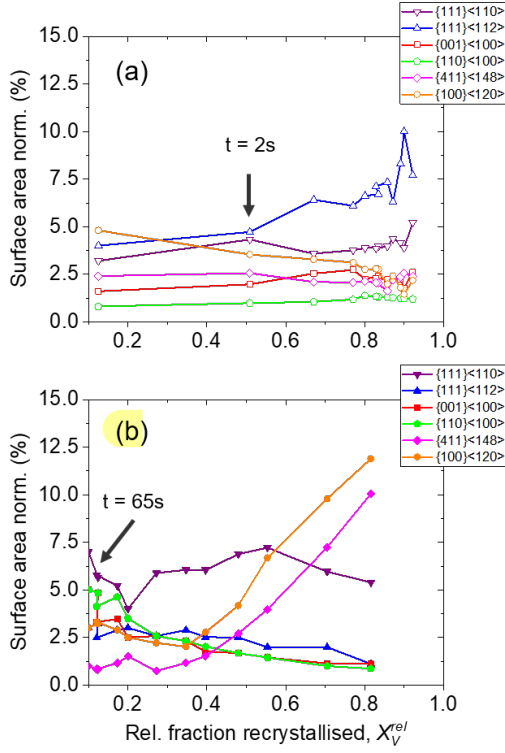 {111}<110>
{111}<112>
{001}<100>
{110}<100>
{411}<148>
{100}<120>
(a)
t = 2s
Surface area norm. (%)
15.0
12.5
10.0
7.5
5.0
2.5
0.0
0.2 0.4 0.6 0.8 1.0
{111}<110>
{111}<112>
{001}<100>
{110}<100>
{411}<148>
{100}<120>
(b)
t = 65s
Surface area norm. (%)
15.0
12.5
10.0
7.5
5.0
2.5
0.0
0.2 0.4 0.6 0.8 1.0
Rel. fraction recrystallised, X_V^rel